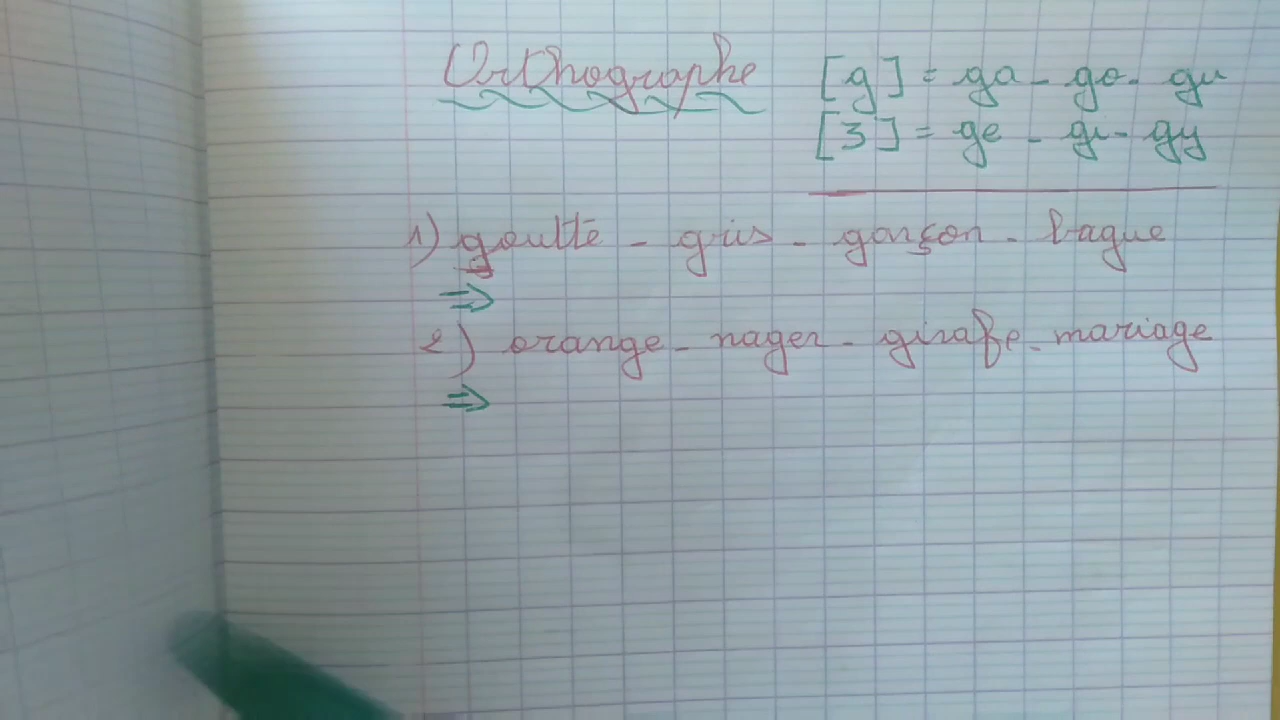 Orthographe
[g] = ga - go - gu
[ʒ] = ge - gi - gy
1) goutte - gris - garçon - bague
⇒
2) orange - nager - girafe - mariage
⇒